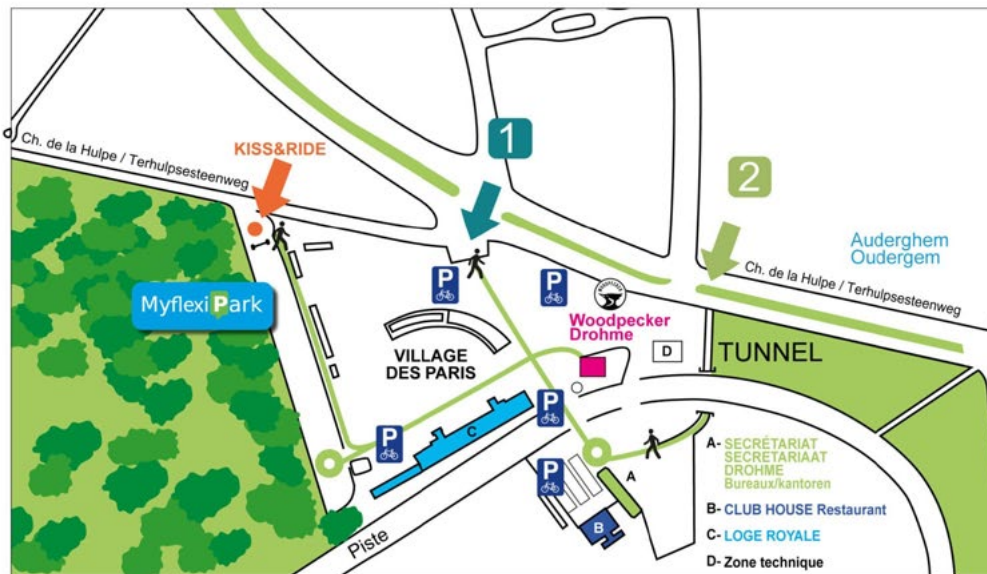 1
2
Ch. de la Hulpe / Terhulpsesteenweg
KISS&RIDE
Auderghem
Oudergem
Ch. de la Hulpe / Terhulpsesteenweg
MyflexiPark
P
P
WOODPECKER
Woodpecker
Drohme
VILLAGE
DES PARIS
D
TUNNEL
P
P
C
P
A
B
Piste
A- SECRÉTARIAT
SECRETARIAAT
DROHME
Bureaux/kantoren
B- CLUB HOUSE Restaurant
C- LOGE ROYALE
D- Zone technique